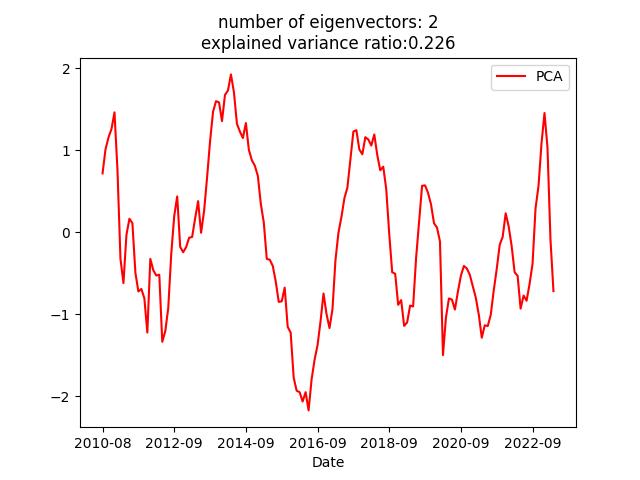 number of eigenvectors: 2
explained variance ratio:0.226
PCA
2
1
0
−1
−2
2010-08 2012-09 2014-09 2016-09 2018-09 2020-09 2022-09
Date